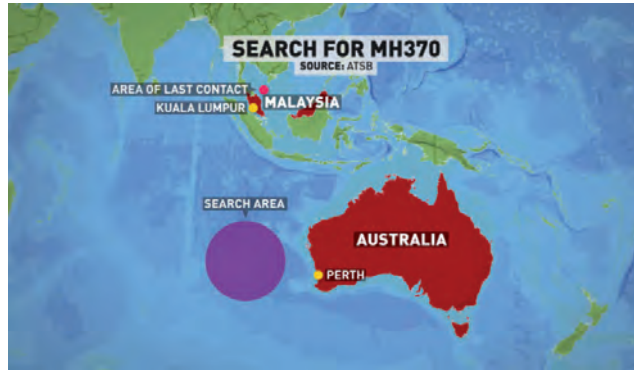 SEARCH FOR MH370
SOURCE: ATSB
AREA OF LAST CONTACT
KUALA LUMPUR
MALAYSIA
SEARCH AREA
AUSTRALIA
PERTH